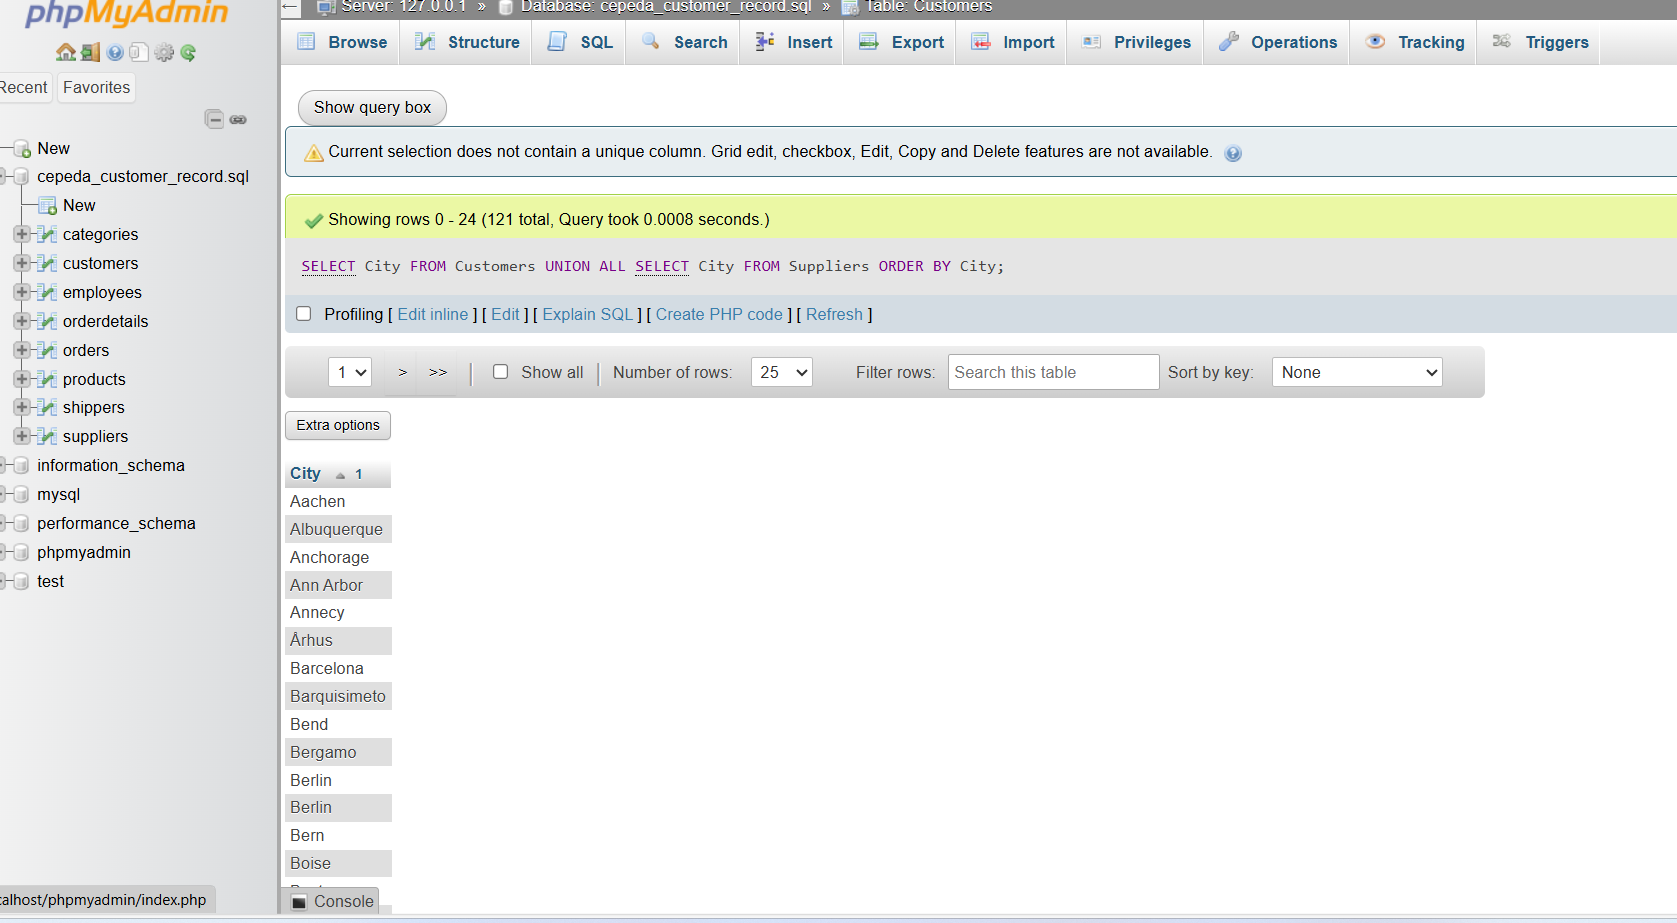 phpMyAdmin
Recent Favorites
New
cepeda_customer_record.sql
New
categories
customers
employees
orderdetails
orders
products
shippers
suppliers
information_schema
mysql
performance_schema
phpmyadmin
test
alhost/phpmyadmin/index.php
← Server: 127.0.0.1 » Database: cepeda_customer_record.sql » Table: Customers
Browse Structure SQL Search Insert Export Import Privileges Operations Tracking Triggers
Show query box
Current selection does not contain a unique column. Grid edit, checkbox, Edit, Copy and Delete features are not available.
Showing rows 0 - 24 (121 total, Query took 0.0008 seconds.)
SELECT City FROM Customers UNION ALL SELECT City FROM Suppliers ORDER BY City;
Profiling [ Edit inline ] [ Edit ] [ Explain SQL ] [ Create PHP code ] [ Refresh ]
1 > >> | Show all | Number of rows: 25 Filter rows: Search this table Sort by key: None
Extra options
City 1
Aachen
Albuquerque
Anchorage
Ann Arbor
Annecy
Århus
Barcelona
Barquisimeto
Bend
Bergamo
Berlin
Berlin
Bern
Boise
Console